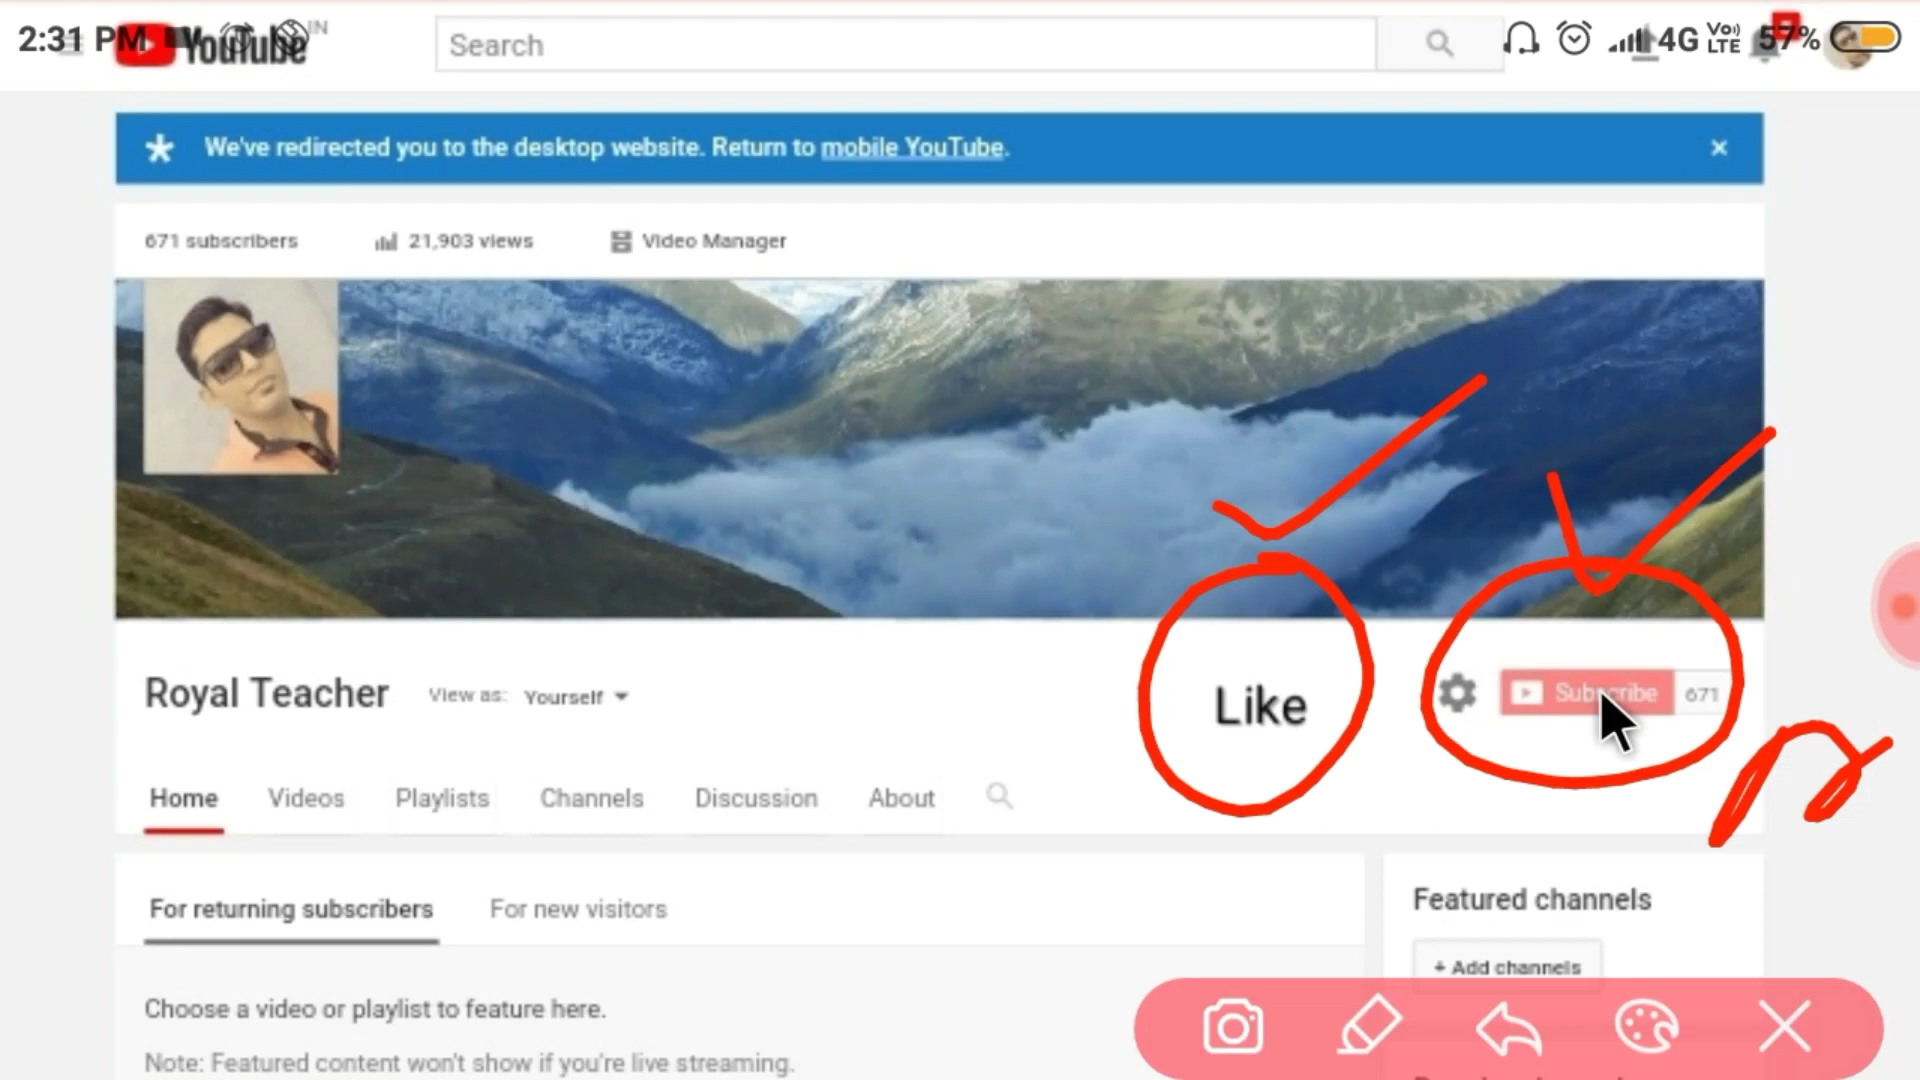 2:31 PM YouTube IN Search 4G Vo) LTE 57%
We've redirected you to the desktop website. Return to mobile YouTube.
671 subscribers 21,903 views Video Manager
Royal Teacher View as: Yourself Like Subscribe 671
Home Videos Playlists Channels Discussion About
For returning subscribers For new visitors
Featured channels
+ Add channels
Choose a video or playlist to feature here.
Note: Featured content won't show if you're live streaming.